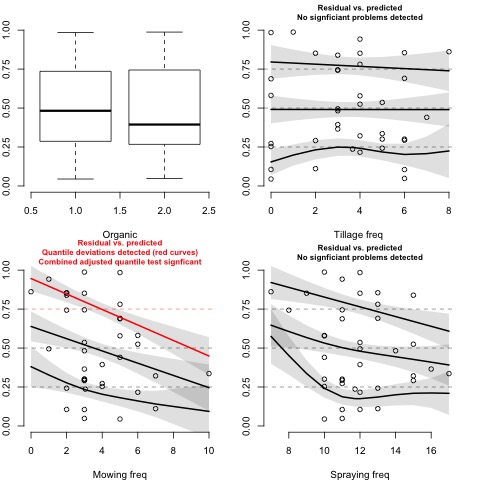 Residual vs. predicted
No signficiant problems detected
0.00 0.25 0.50 0.75 1.00
0.00 0.25 0.50 0.75 1.00
0.5 1.0 1.5 2.0 2.5
0 2 4 6 8
Organic
Tillage freq
Residual vs. predicted
Quantile deviations detected (red curves)
Combined adjusted quantile test signficant
Residual vs. predicted
No signficiant problems detected
0.00 0.25 0.50 0.75 1.00
0.00 0.25 0.50 0.75 1.00
0 2 4 6 8 10
8 10 12 14 16
Mowing freq
Spraying freq